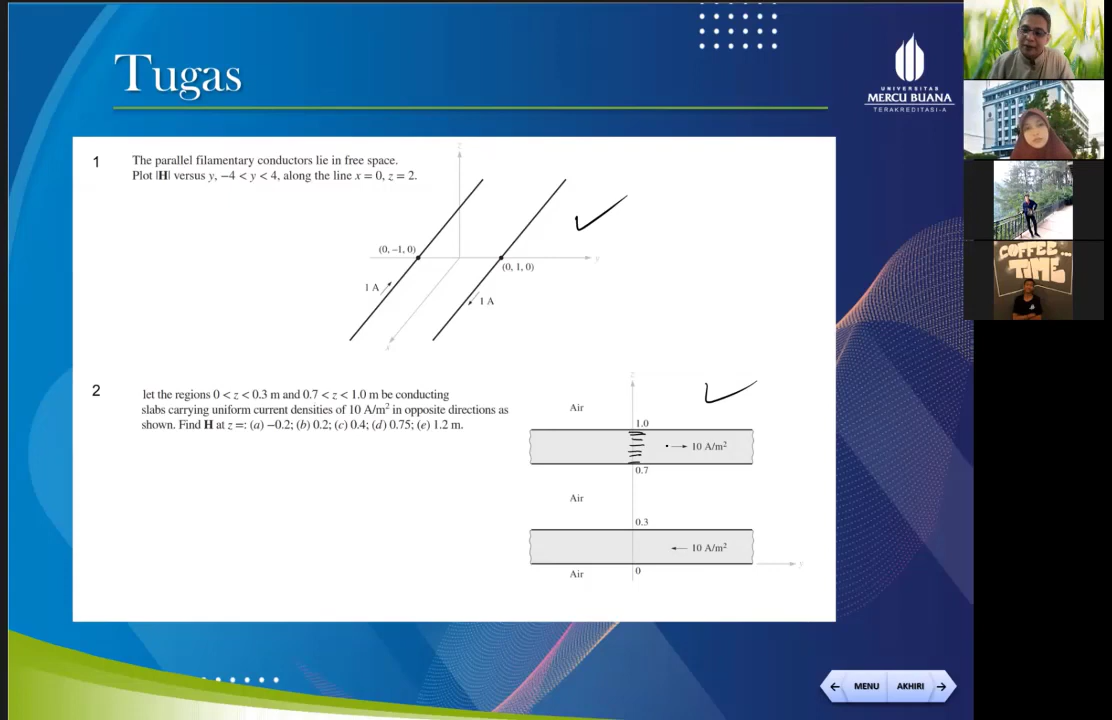 Tugas
UNIVERSITAS
MERCU BUANA
TERAKREDITASI-A
1
The parallel filamentary conductors lie in free space.
Plot |H| versus y, −4 < y < 4, along the line x = 0, z = 2.
z
(0, −1, 0)
y
(0, 1, 0)
1 A
1 A
x
2
let the regions 0 < z < 0.3 m and 0.7 < z < 1.0 m be conducting
slabs carrying uniform current densities of 10 A/m² in opposite directions as
shown. Find H at z =: (a) −0.2; (b) 0.2; (c) 0.4; (d) 0.75; (e) 1.2 m.
z
Air
1.0
10 A/m²
0.7
Air
0.3
10 A/m²
Air
0
y
MENU
AKHIRI
COFFEE
TIME